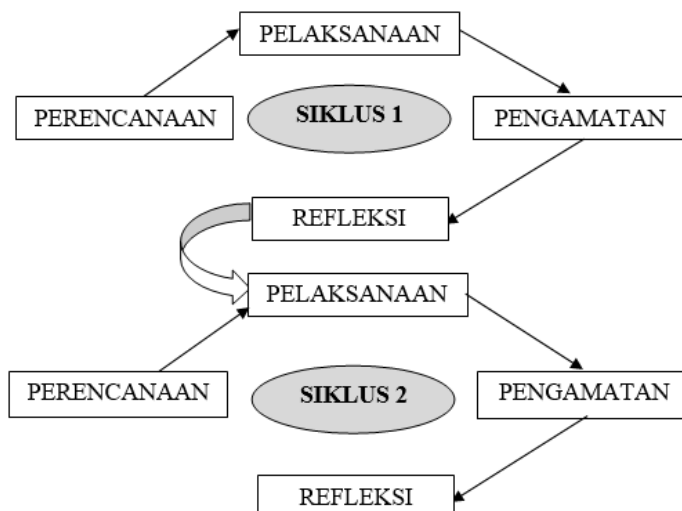 PELAKSANAAN
PERENCANAAN
SIKLUS 1
PENGAMATAN
REFLEKSI
PELAKSANAAN
PERENCANAAN
SIKLUS 2
PENGAMATAN
REFLEKSI